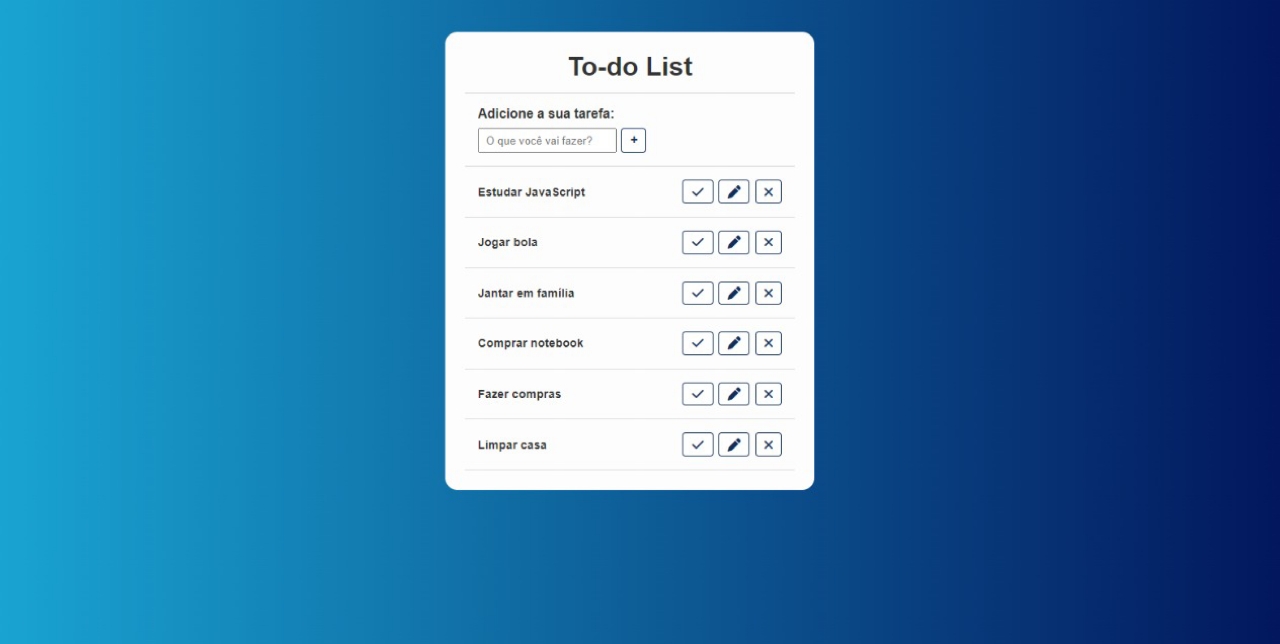 To-do List
Adicione a sua tarefa:
O que você vai fazer?
+
Estudar JavaScript
Jogar bola
Jantar em família
Comprar notebook
Fazer compras
Limpar casa